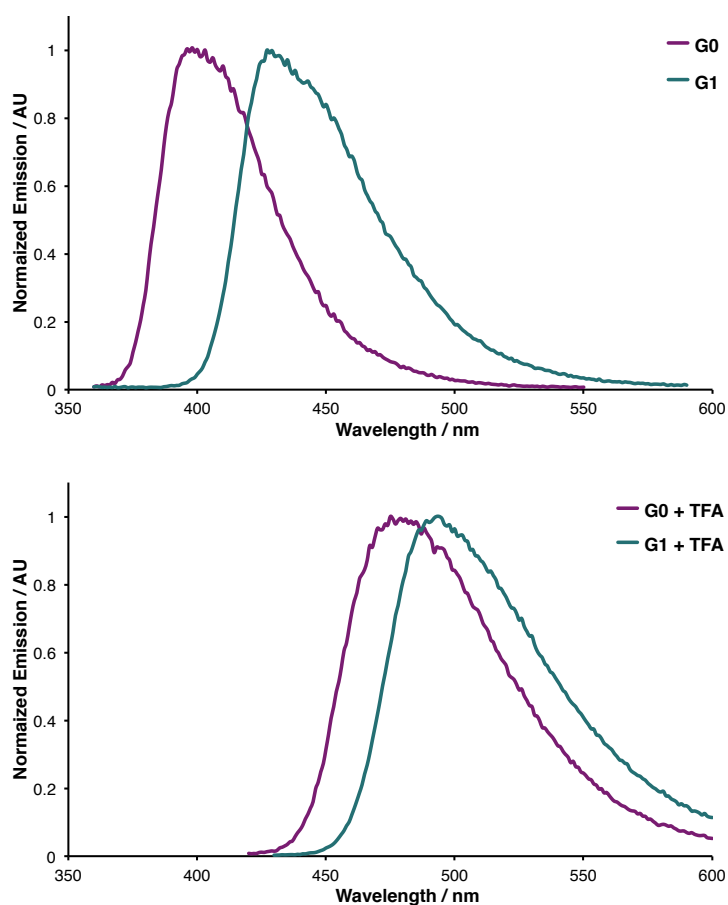 G0
G1
Normaized Emission / AU
1
0.8
0.6
0.4
0.2
0
350 400 450 500 550 600
Wavelength / nm
G0 + TFA
G1 + TFA
Normaized Emission / AU
1
0.8
0.6
0.4
0.2
0
350 400 450 500 550 600
Wavelength / nm